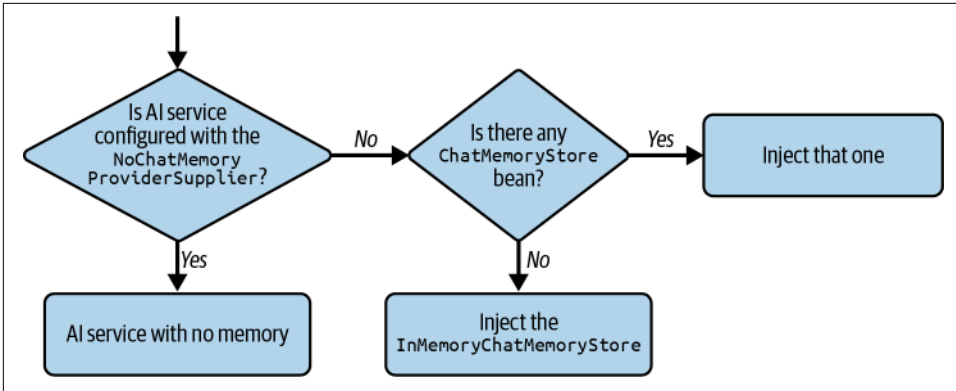 Is AI service
configured with the
NoChatMemory
ProviderSupplier?
No
Is there any
ChatMemoryStore
bean?
Yes
Inject that one
Yes
No
AI service with no memory
Inject the
InMemoryChatMemoryStore